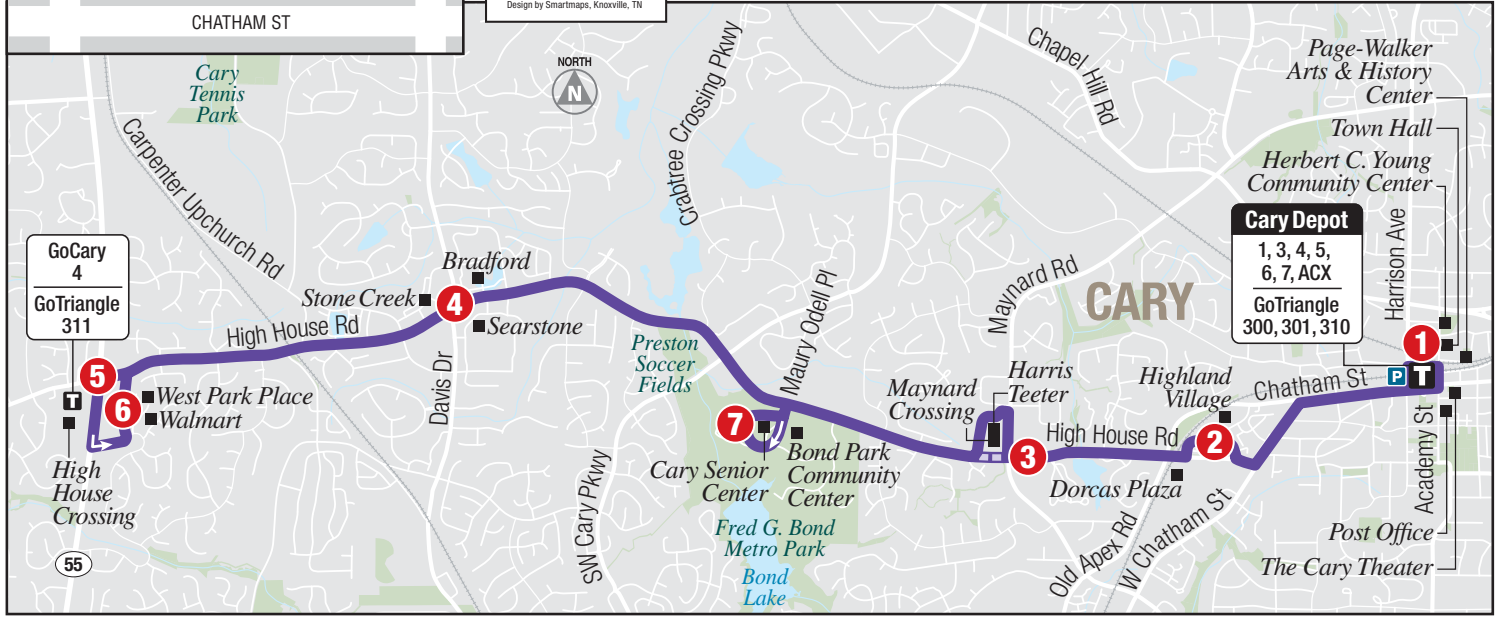 Design by Smartmaps, Knoxville, TN
CHATHAM ST
NORTH
N
Cary
Tennis
Park
Carpenter Upchurch Rd
Crabtree Crossing Pkwy
Chapel Hill Rd
Page-Walker
Arts & History
Center
Town Hall
Herbert C. Young
Community Center
Cary Depot
1, 3, 4, 5,
6, 7, ACX
GoTriangle
300, 301, 310
Harrison Ave
GoCary
4
GoTriangle
311
Bradford
Stone Creek
4
Searstone
High House Rd
Davis Dr
Preston
Soccer
Fields
Maury Odell Pl
Maynard Rd
CARY
1
P
T
Chatham St
Academy St
5
T
6
West Park Place
Walmart
High
House
Crossing
55
7
Cary Senior
Center
Bond Park
Community
Center
Maynard
Crossing
Harris
Teeter
3
High House Rd
Highland
Village
2
Dorcas Plaza
SW Cary Pkwy
Fred G. Bond
Metro Park
Bond
Lake
Old Apex Rd
W Chatham St
Post Office
The Cary Theater